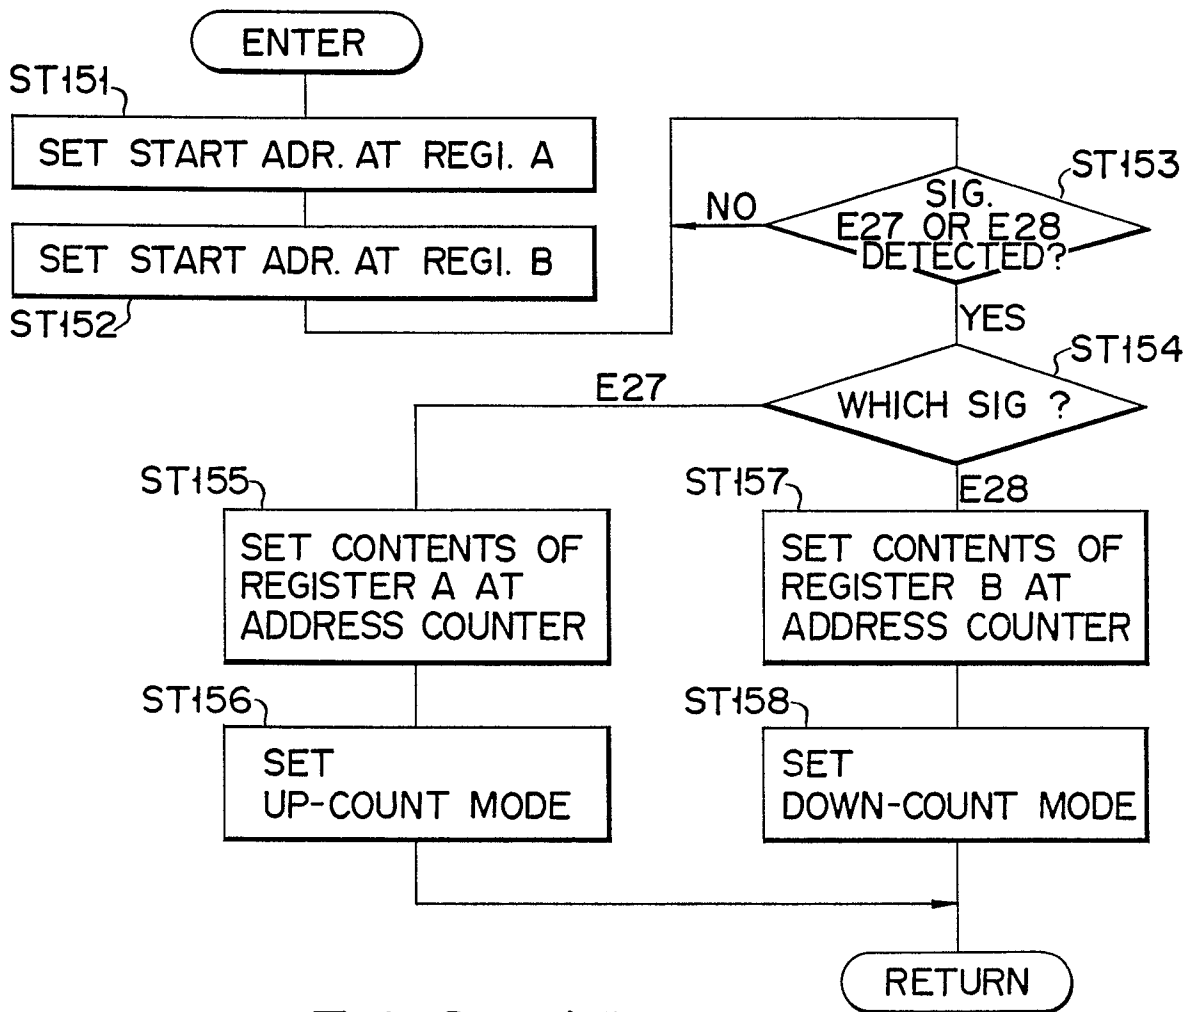 ENTER
ST151
SET START ADR. AT REGI. A
SET START ADR. AT REGI. B
ST152
ST153
SIG.
E27 OR E28
DETECTED?
NO
YES
ST154
WHICH SIG ?
E27
E28
ST155
SET CONTENTS OF
REGISTER A AT
ADDRESS COUNTER
ST156
SET
UP-COUNT MODE
ST157
SET CONTENTS OF
REGISTER B AT
ADDRESS COUNTER
ST158
SET
DOWN-COUNT MODE
RETURN